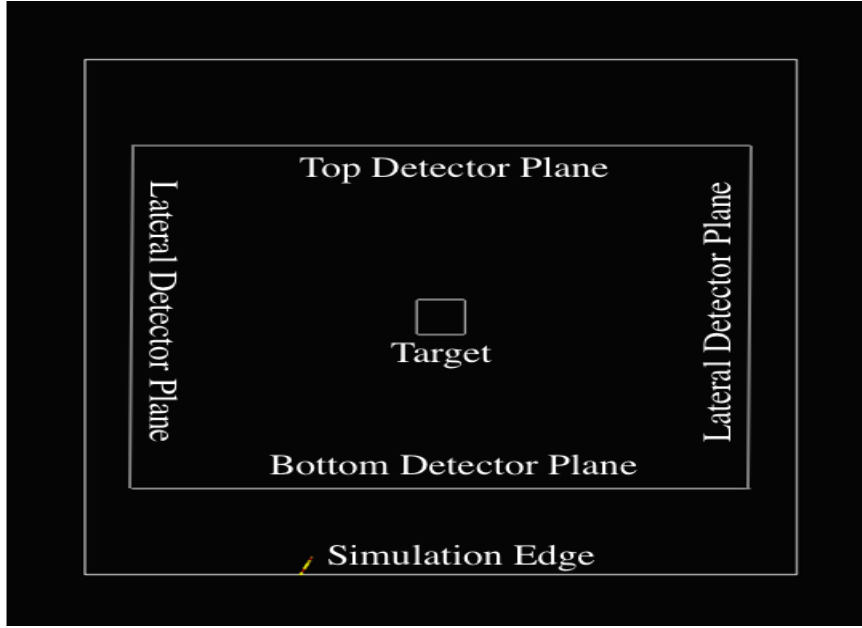 Top Detector Plane
Lateral Detector Plane
Lateral Detector Plane
Target
Bottom Detector Plane
Simulation Edge